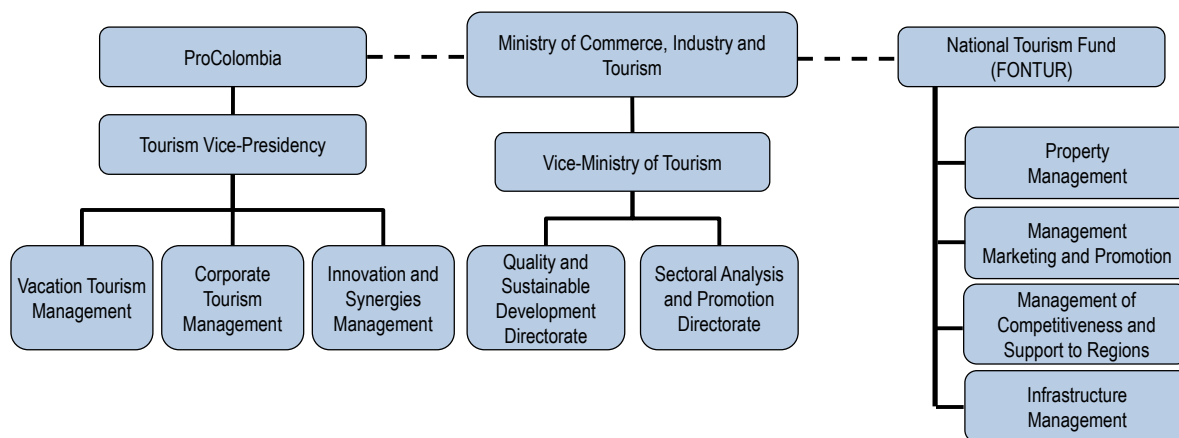 ProColombia
Ministry of Commerce, Industry and
Tourism
National Tourism Fund
(FONTUR)
Tourism Vice-Presidency
Vice-Ministry of Tourism
Property
Management
Management
Marketing and Promotion
Management of
Competitiveness and
Support to Regions
Infrastructure
Management
Vacation Tourism
Management
Corporate
Tourism
Management
Innovation and
Synergies
Management
Quality and
Sustainable
Development
Directorate
Sectoral Analysis
and Promotion
Directorate